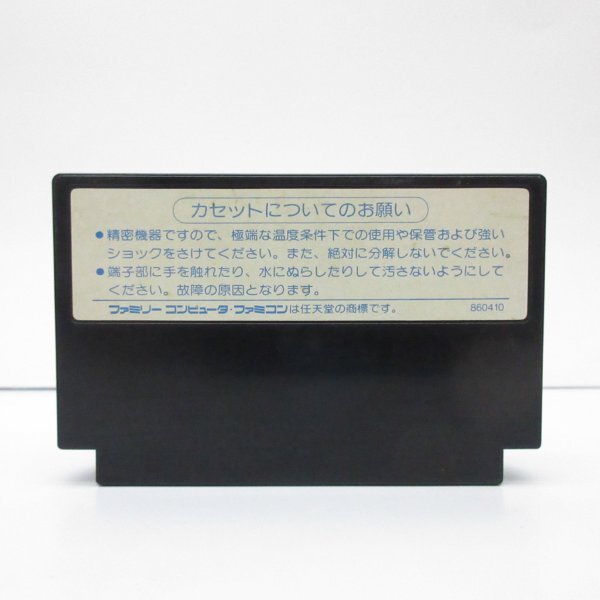 カセットについてのお願い
●精密機器ですので、極端な温度条件下での使用や保管および強い
ショックをさけてください。また、絶対に分解しないでください。
●端子部に手を触れたり、水にぬらしたりして汚さないようにして
ください。故障の原因となります。
ファミリーコンピュータ・ファミコンは任天堂の商標です。 860410